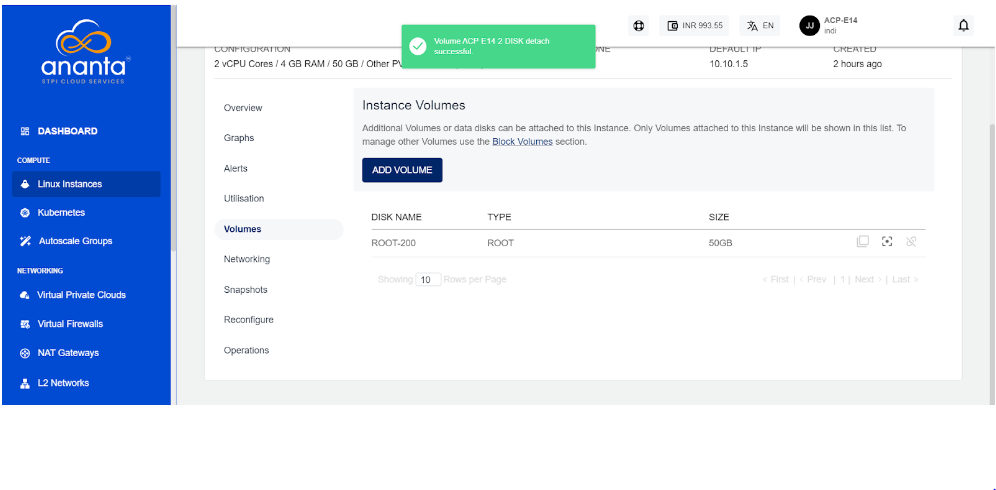 ananta
STPI CLOUD SERVICES
DASHBOARD
COMPUTE
Linux Instances
Kubernetes
Autoscale Groups
NETWORKING
Virtual Private Clouds
Virtual Firewalls
NAT Gateways
L2 Networks
INR 993.55
EN
JJ
ACP-E14
indi
Volume ACP E14 2 DISK detach
successful.
CONFIGURATION
2 vCPU Cores / 4 GB RAM / 50 GB / Other
DEFAULT IP
10.10.1.5
CREATED
2 hours ago
Overview
Graphs
Alerts
Utilisation
Volumes
Networking
Snapshots
Reconfigure
Operations
Instance Volumes
Additional Volumes or data disks can be attached to this Instance. Only Volumes attached to this Instance will be shown in this list. To
manage other Volumes use the Block Volumes section.
ADD VOLUME
DISK NAME TYPE SIZE
ROOT-200 ROOT 50GB
Showing 10 Rows per Page
< First | < Prev | 1 | Next > | Last >